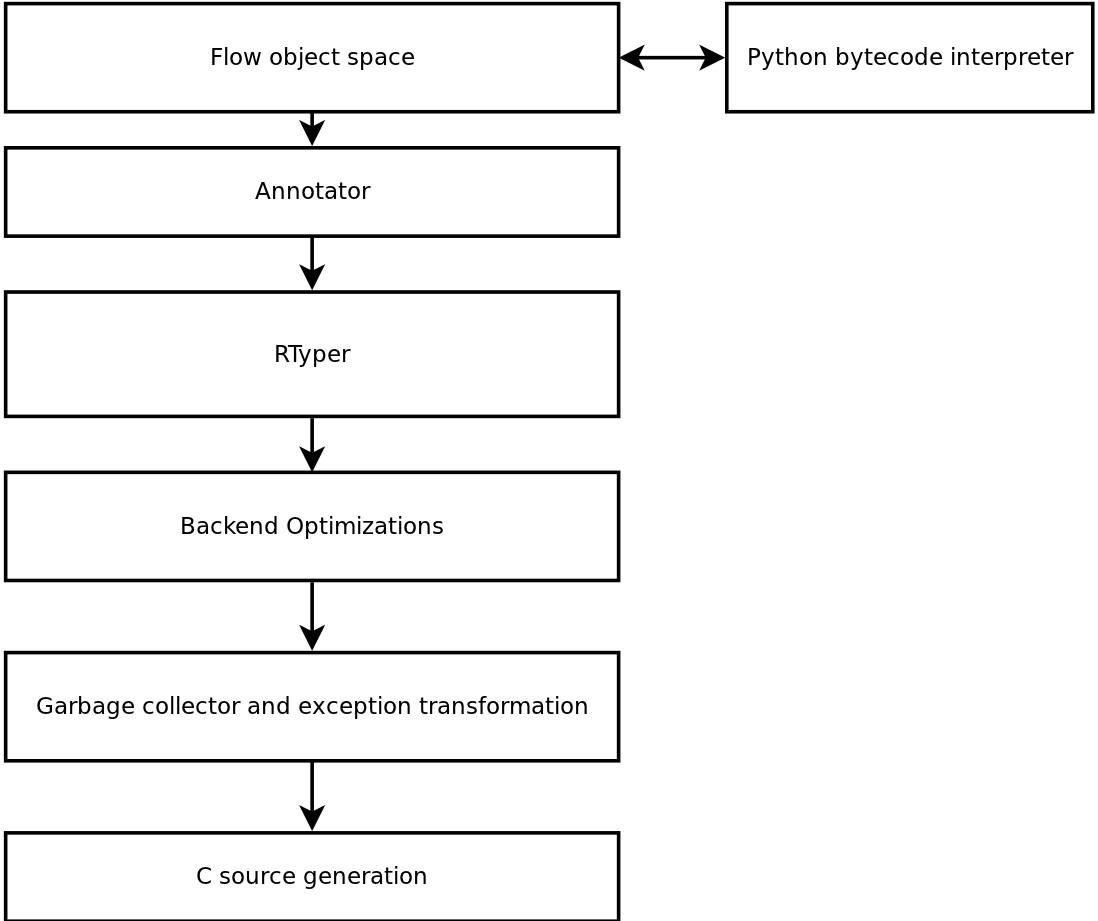 Flow object space
Python bytecode interpreter
Annotator
RTyper
Backend Optimizations
Garbage collector and exception transformation
C source generation